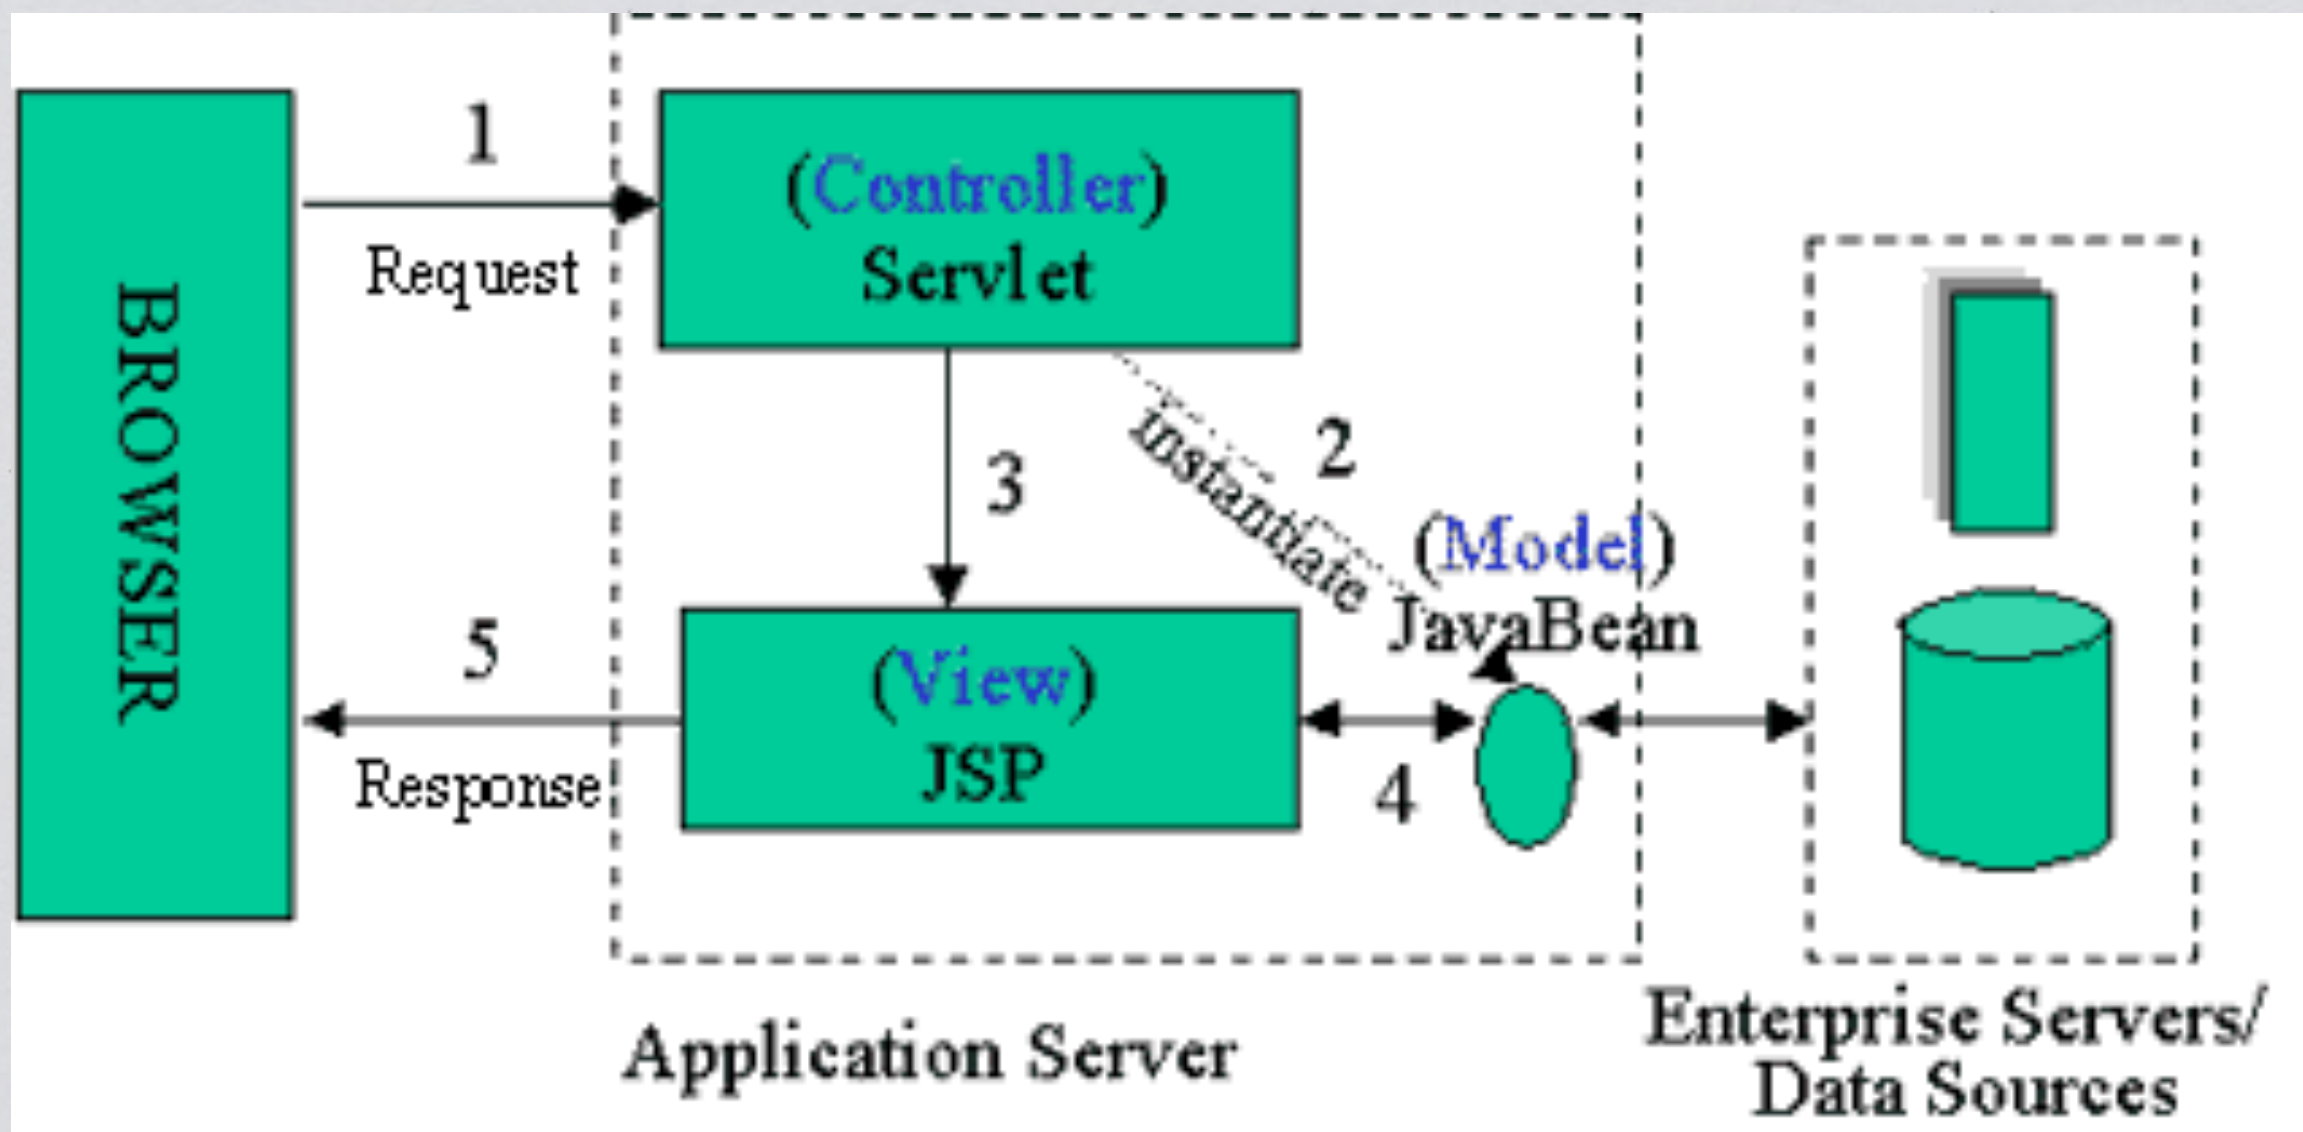 BROWSER
1
Request
(Controller)
Servlet
2
instantiate
3
(Model)
JavaBean
(View)
JSP
4
5
Response
Application Server
Enterprise Servers/
Data Sources